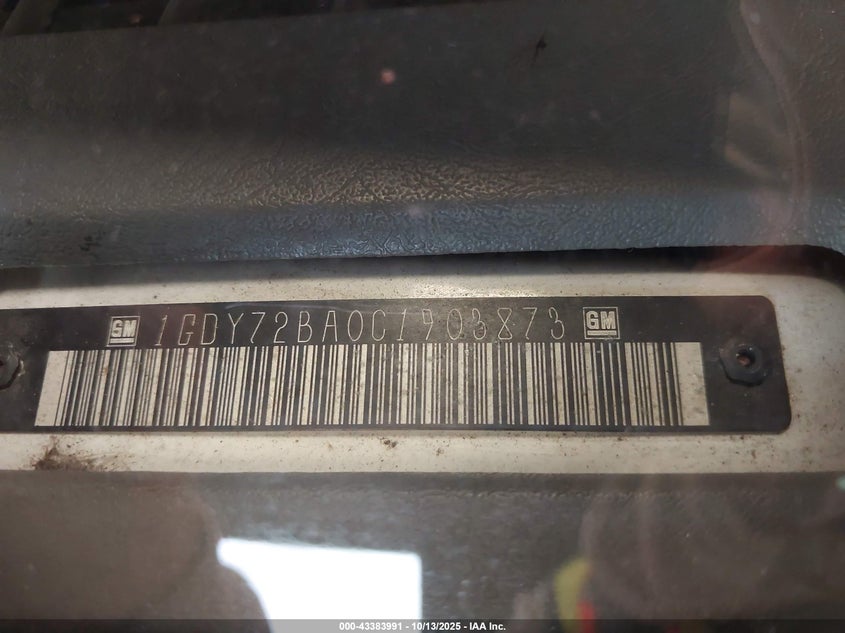 GM 1GDY72BA0C1903873 GM
000-43383991 - 10/13/2025 - IAA Inc.